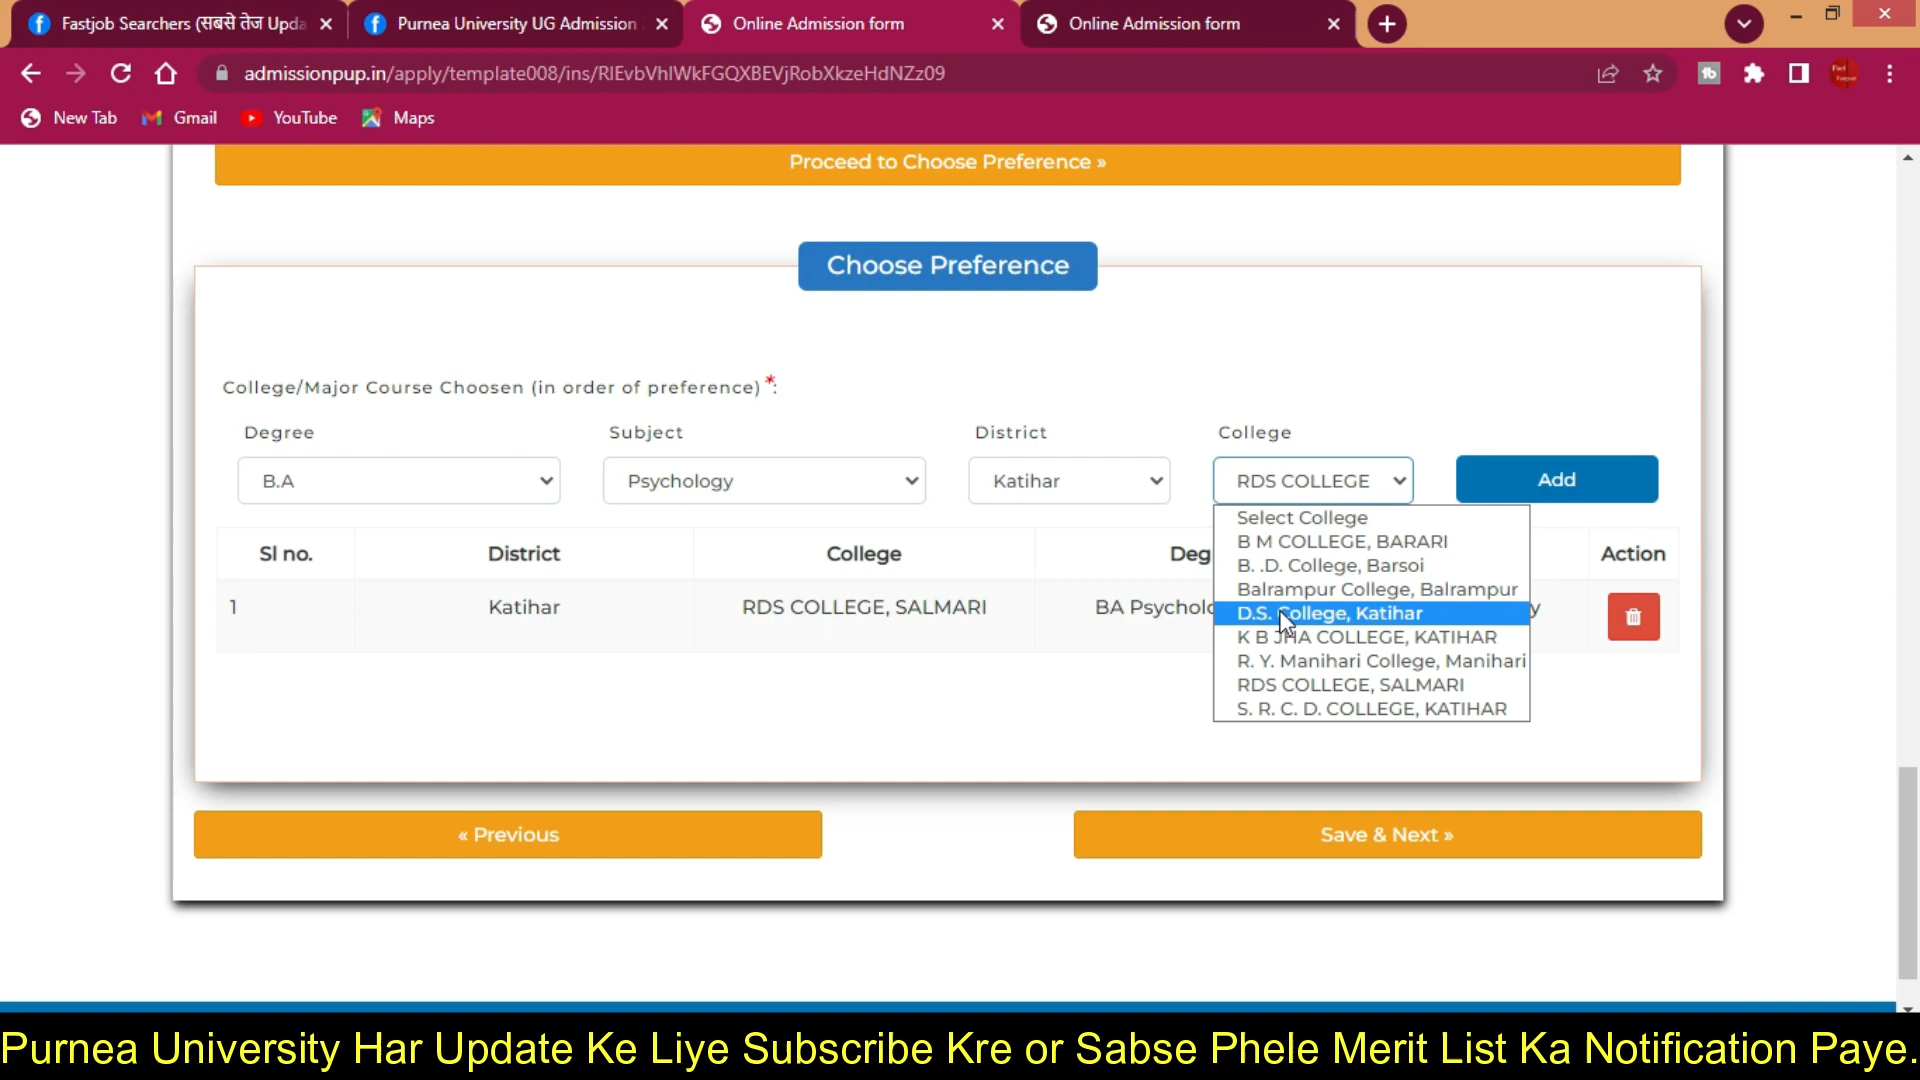 Fastjob Searchers (सबसे तेज Upda
Purnea University UG Admission
Online Admission form
Online Admission form
admissionpup.in/apply/template008/ins/RlEvbVhlWkFGQXBEVjRobXkzeHdNZz09
New Tab
Gmail
YouTube
Maps
Proceed to Choose Preference »
Choose Preference
College/Major Course Choosen (in order of preference) *:
Degree
Subject
District
College
B.A
Psychology
Katihar
RDS COLLEGE
Add
Select College
B M COLLEGE, BARARI
B. .D. College, Barsoi
Balrampur College, Balrampur
D.S. College, Katihar
K B JHA COLLEGE, KATIHAR
R. Y. Manihari College, Manihari
RDS COLLEGE, SALMARI
S. R. C. D. COLLEGE, KATIHAR
Sl no.
District
College
Deg
Action
1
Katihar
RDS COLLEGE, SALMARI
BA Psycholo
y
« Previous
Save & Next »
Purnea University Har Update Ke Liye Subscribe Kre or Sabse Phele Merit List Ka Notification Paye.